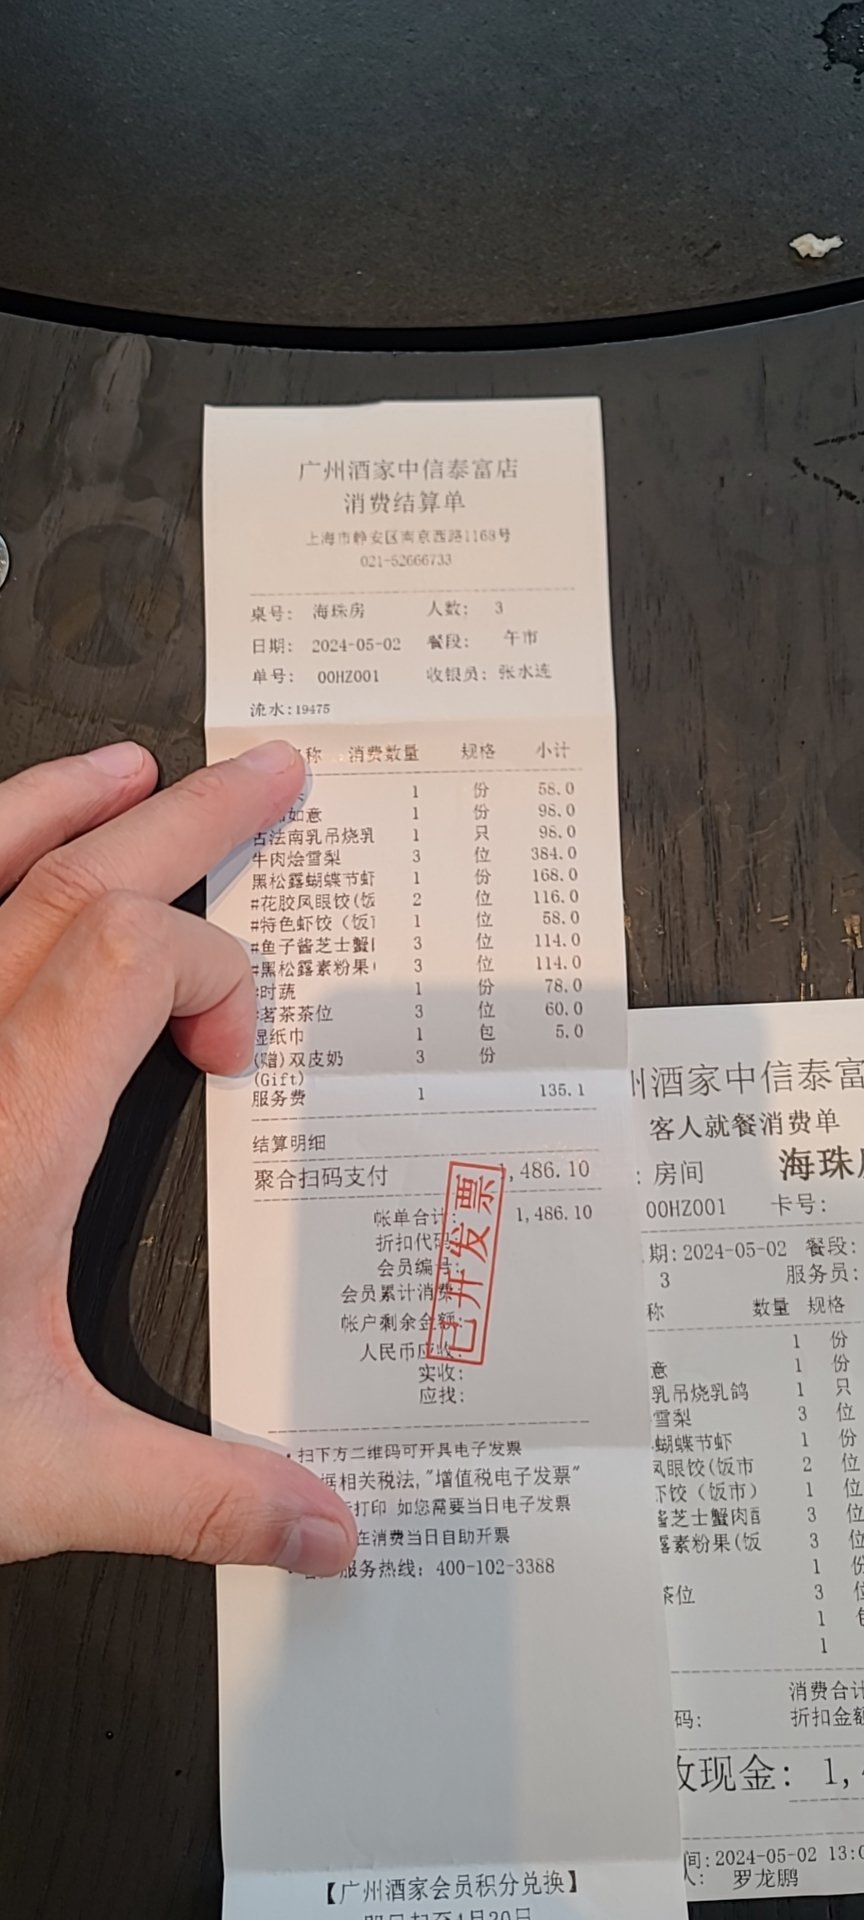 广州酒家中信泰富店
消费结算单
上海市静安区南京西路1168号
021-52666733
桌号: 海珠房 人数: 3
日期: 2024-05-02 餐段: 午市
单号: 00HZ001 收银员: 张水连
流水:19475
称 消费数量 规格 小计
1 份 58.0
如意 1 份 98.0
古法南乳吊烧乳 1 只 98.0
牛肉烩雪梨 3 位 384.0
黑松露蝴蝶节虾 1 份 168.0
#花胶凤眼饺(饭 2 位 116.0
#特色虾饺（饭 1 位 58.0
#鱼子酱芝士蟹 3 位 114.0
#黑松露素粉果 3 位 114.0
#时蔬 1 份 78.0
#茗茶茶位 3 位 60.0
湿纸巾 1 包 5.0
(赠)双皮奶 3 份
(Gift)
服务费 1 135.1
结算明细
聚合扫码支付 ,486.10
帐单合计: 1,486.10
折扣代码
会员编号:
会员累计消费
帐户剩余金额:
人民币应收:
实收:
应找:
已开发票
·扫下方二维码可开具电子发票
据相关税法,"增值税电子发票"
打印 如您需要当日电子发票
在消费当日自助开票
服务热线: 400-102-3388
【广州酒家会员积分兑换】
即日起至4月30日
州酒家中信泰富
客人就餐消费单
: 房间 海珠
00HZ001 卡号:
期:2024-05-02 餐段:
3 服务员:
称 数量 规格
1 份
意 1 份
乳吊烧乳鸽 1 只
雪梨 3 位
蝴蝶节虾 1 份
凤眼饺(饭市 2 位
虾饺（饭市） 1 位
酱芝士蟹肉 3 位
露素粉果(饭 3 位
1 份
茶位 3 位
1 包
1
消费合计
码: 折扣金额
收现金: 1,
间:2024-05-02 13:0
人: 罗龙鹏